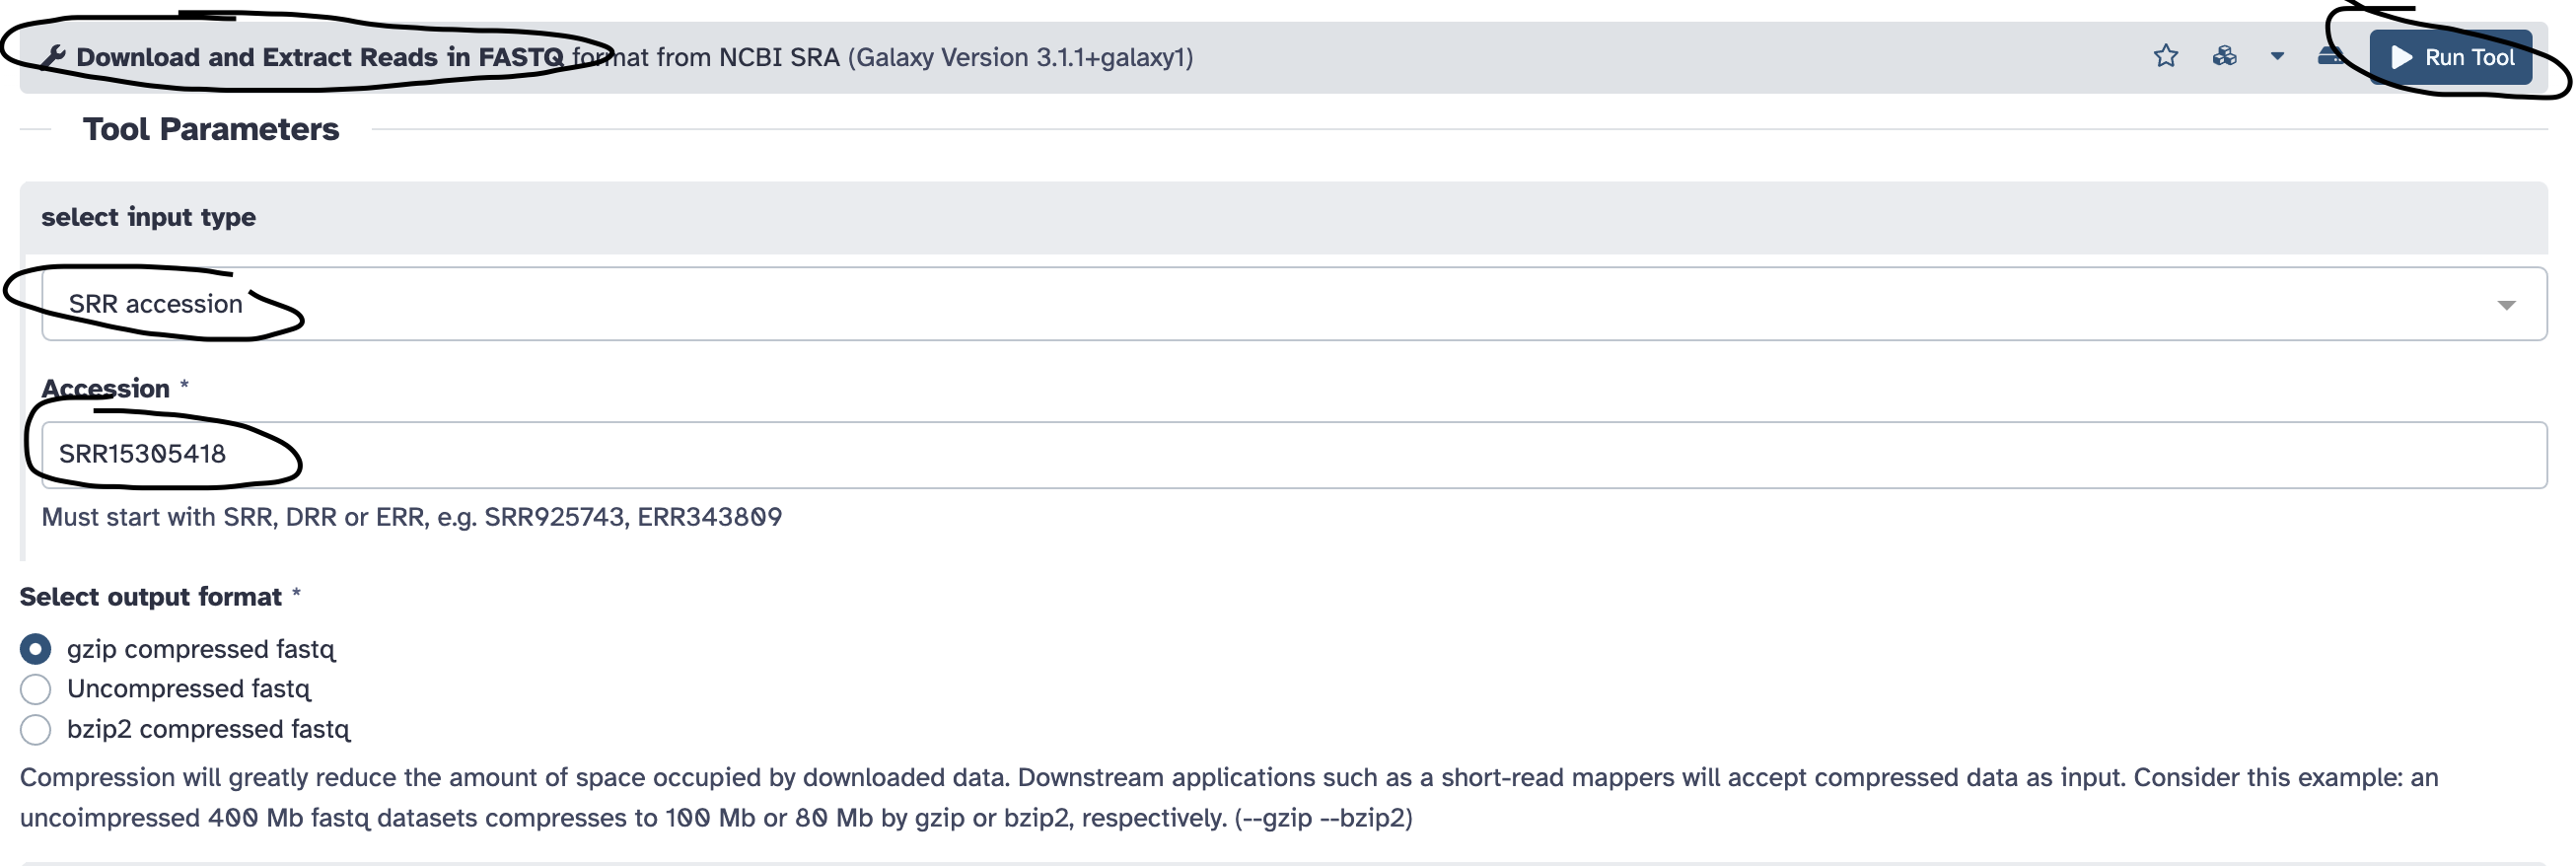 Download and Extract Reads in FASTQ format from NCBI SRA (Galaxy Version 3.1.1+galaxy1)
Run Tool
Tool Parameters
select input type
SRR accession
Accession *
SRR15305418
Must start with SRR, DRR or ERR, e.g. SRR925743, ERR343809
Select output format *
gzip compressed fastq
Uncompressed fastq
bzip2 compressed fastq
Compression will greatly reduce the amount of space occupied by downloaded data. Downstream applications such as a short-read mappers will accept compressed data as input. Consider this example: an
uncoimpressed 400 Mb fastq datasets compresses to 100 Mb or 80 Mb by gzip or bzip2, respectively. (--gzip --bzip2)